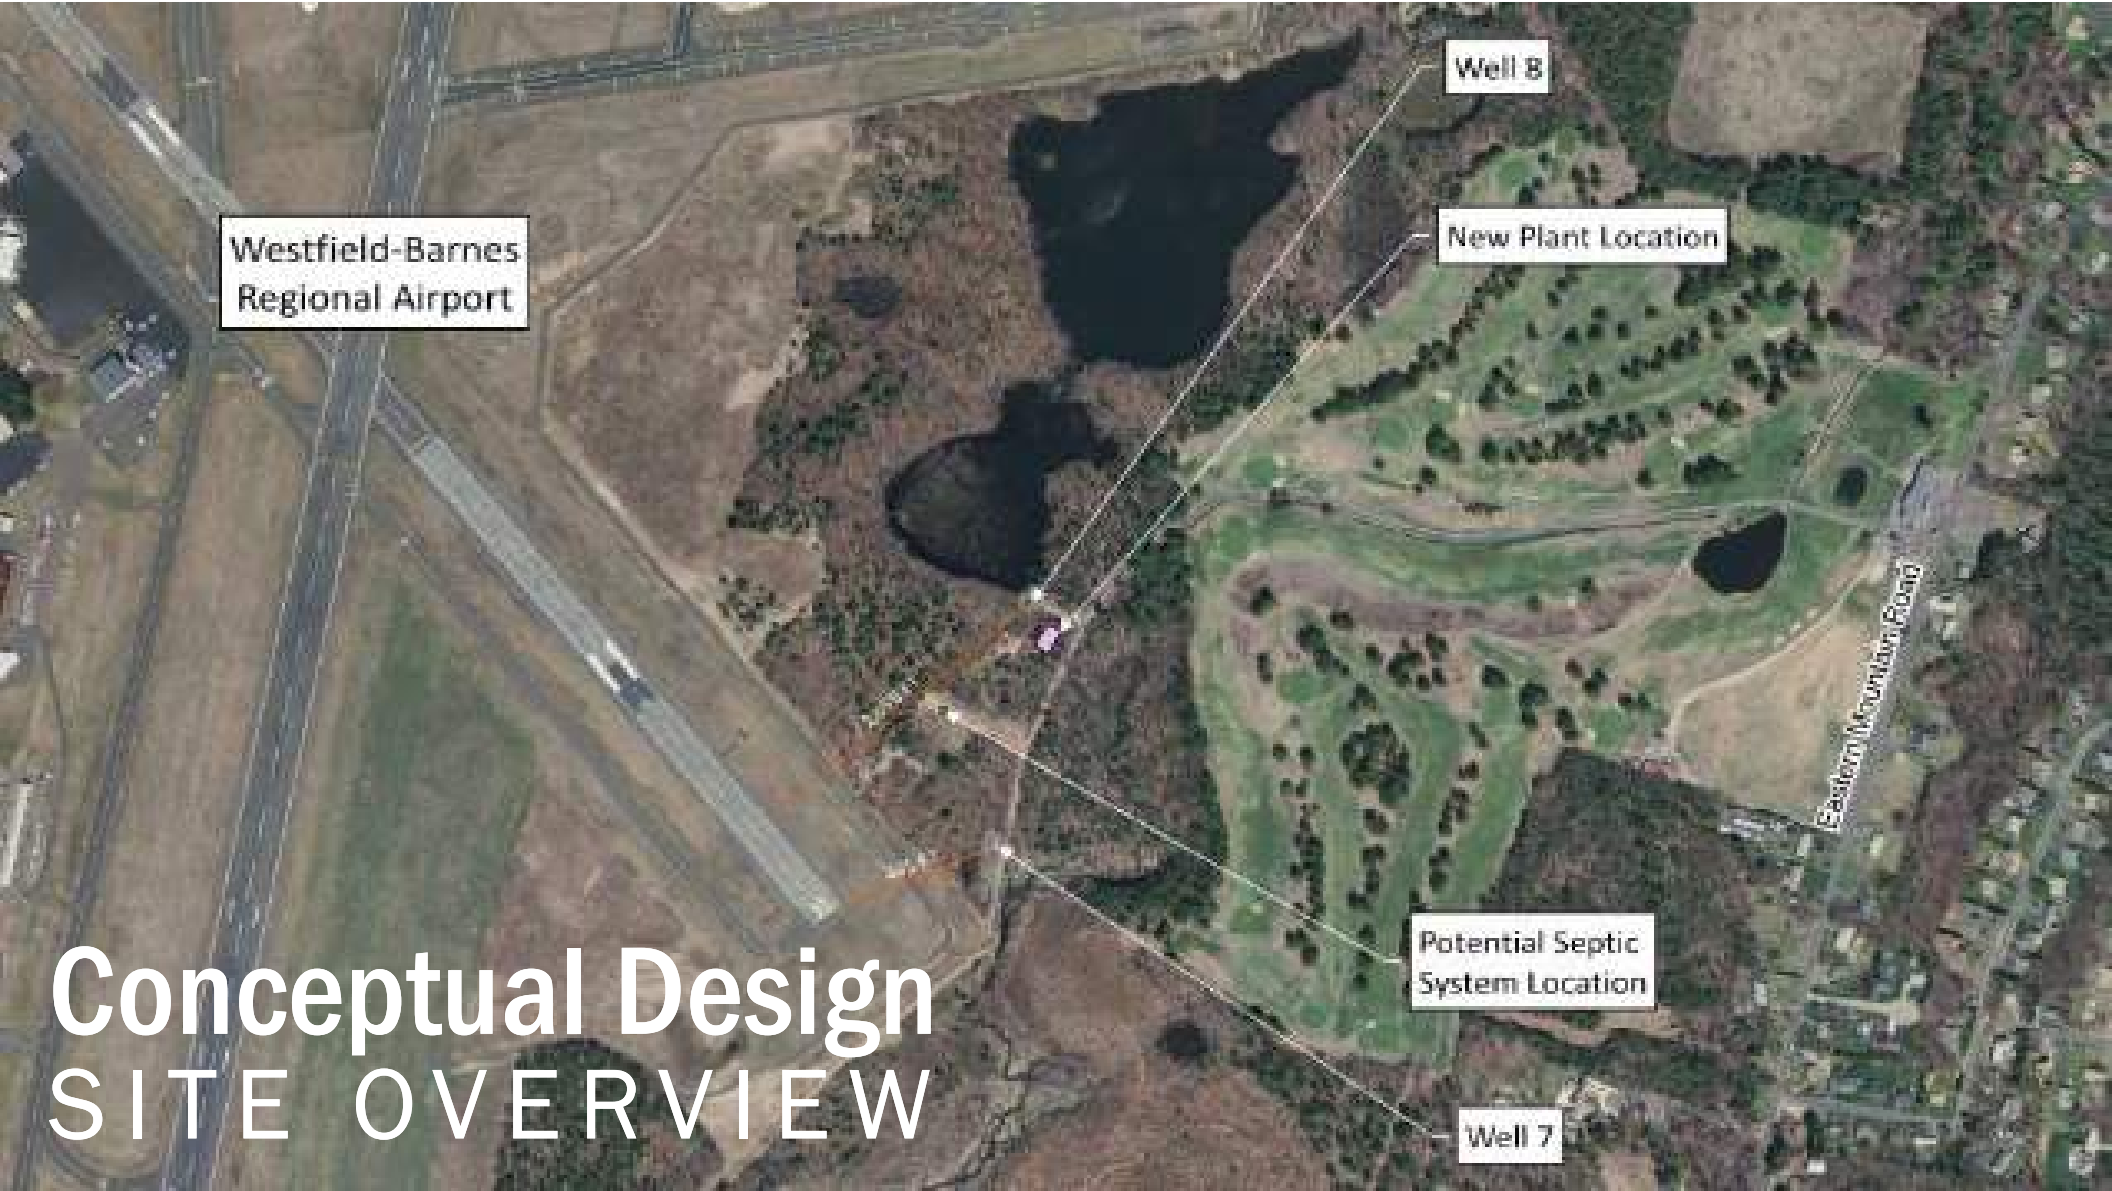 Well 8
New Plant Location
Westfield-Barnes
Regional Airport
Eastern Mountain Road
Potential Septic
System Location
Conceptual Design
SITE OVERVIEW
Well 7